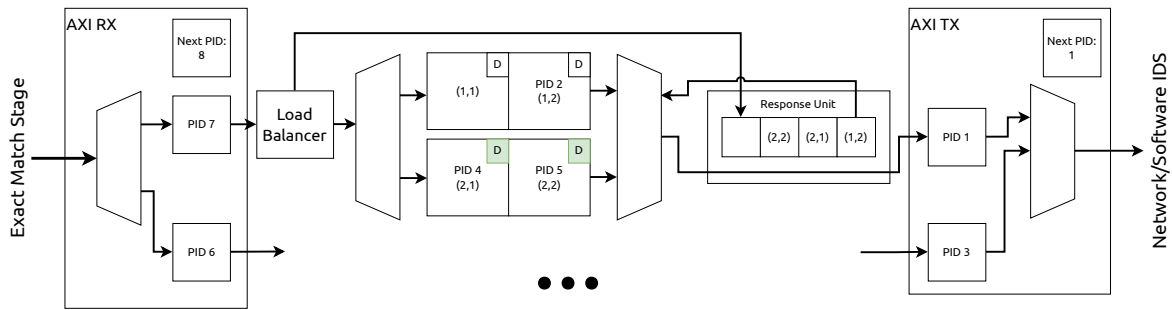 AXI RX
Next PID:
8
Exact Match Stage
PID 7
PID 6
Load
Balancer
D
(1,1)
D
PID 2
(1,2)
D
PID 4
(2,1)
D
PID 5
(2,2)
Response Unit
(2,2)
(2,1)
(1,2)
AXI TX
Next PID:
1
PID 1
PID 3
Network/Software IDS